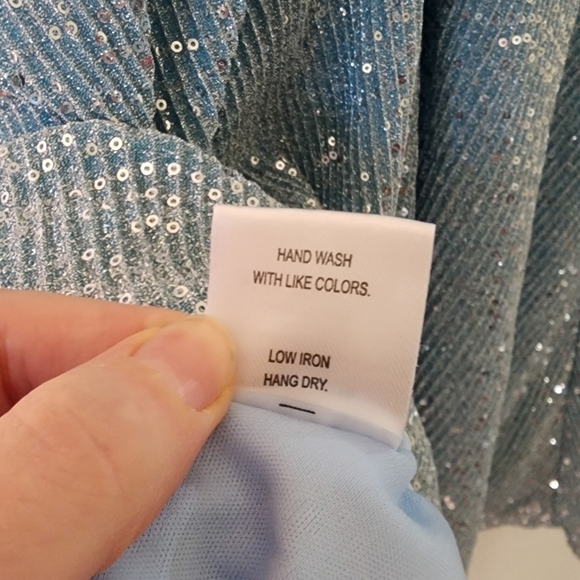 HAND WASH
WITH LIKE COLORS.
LOW IRON
HANG DRY.